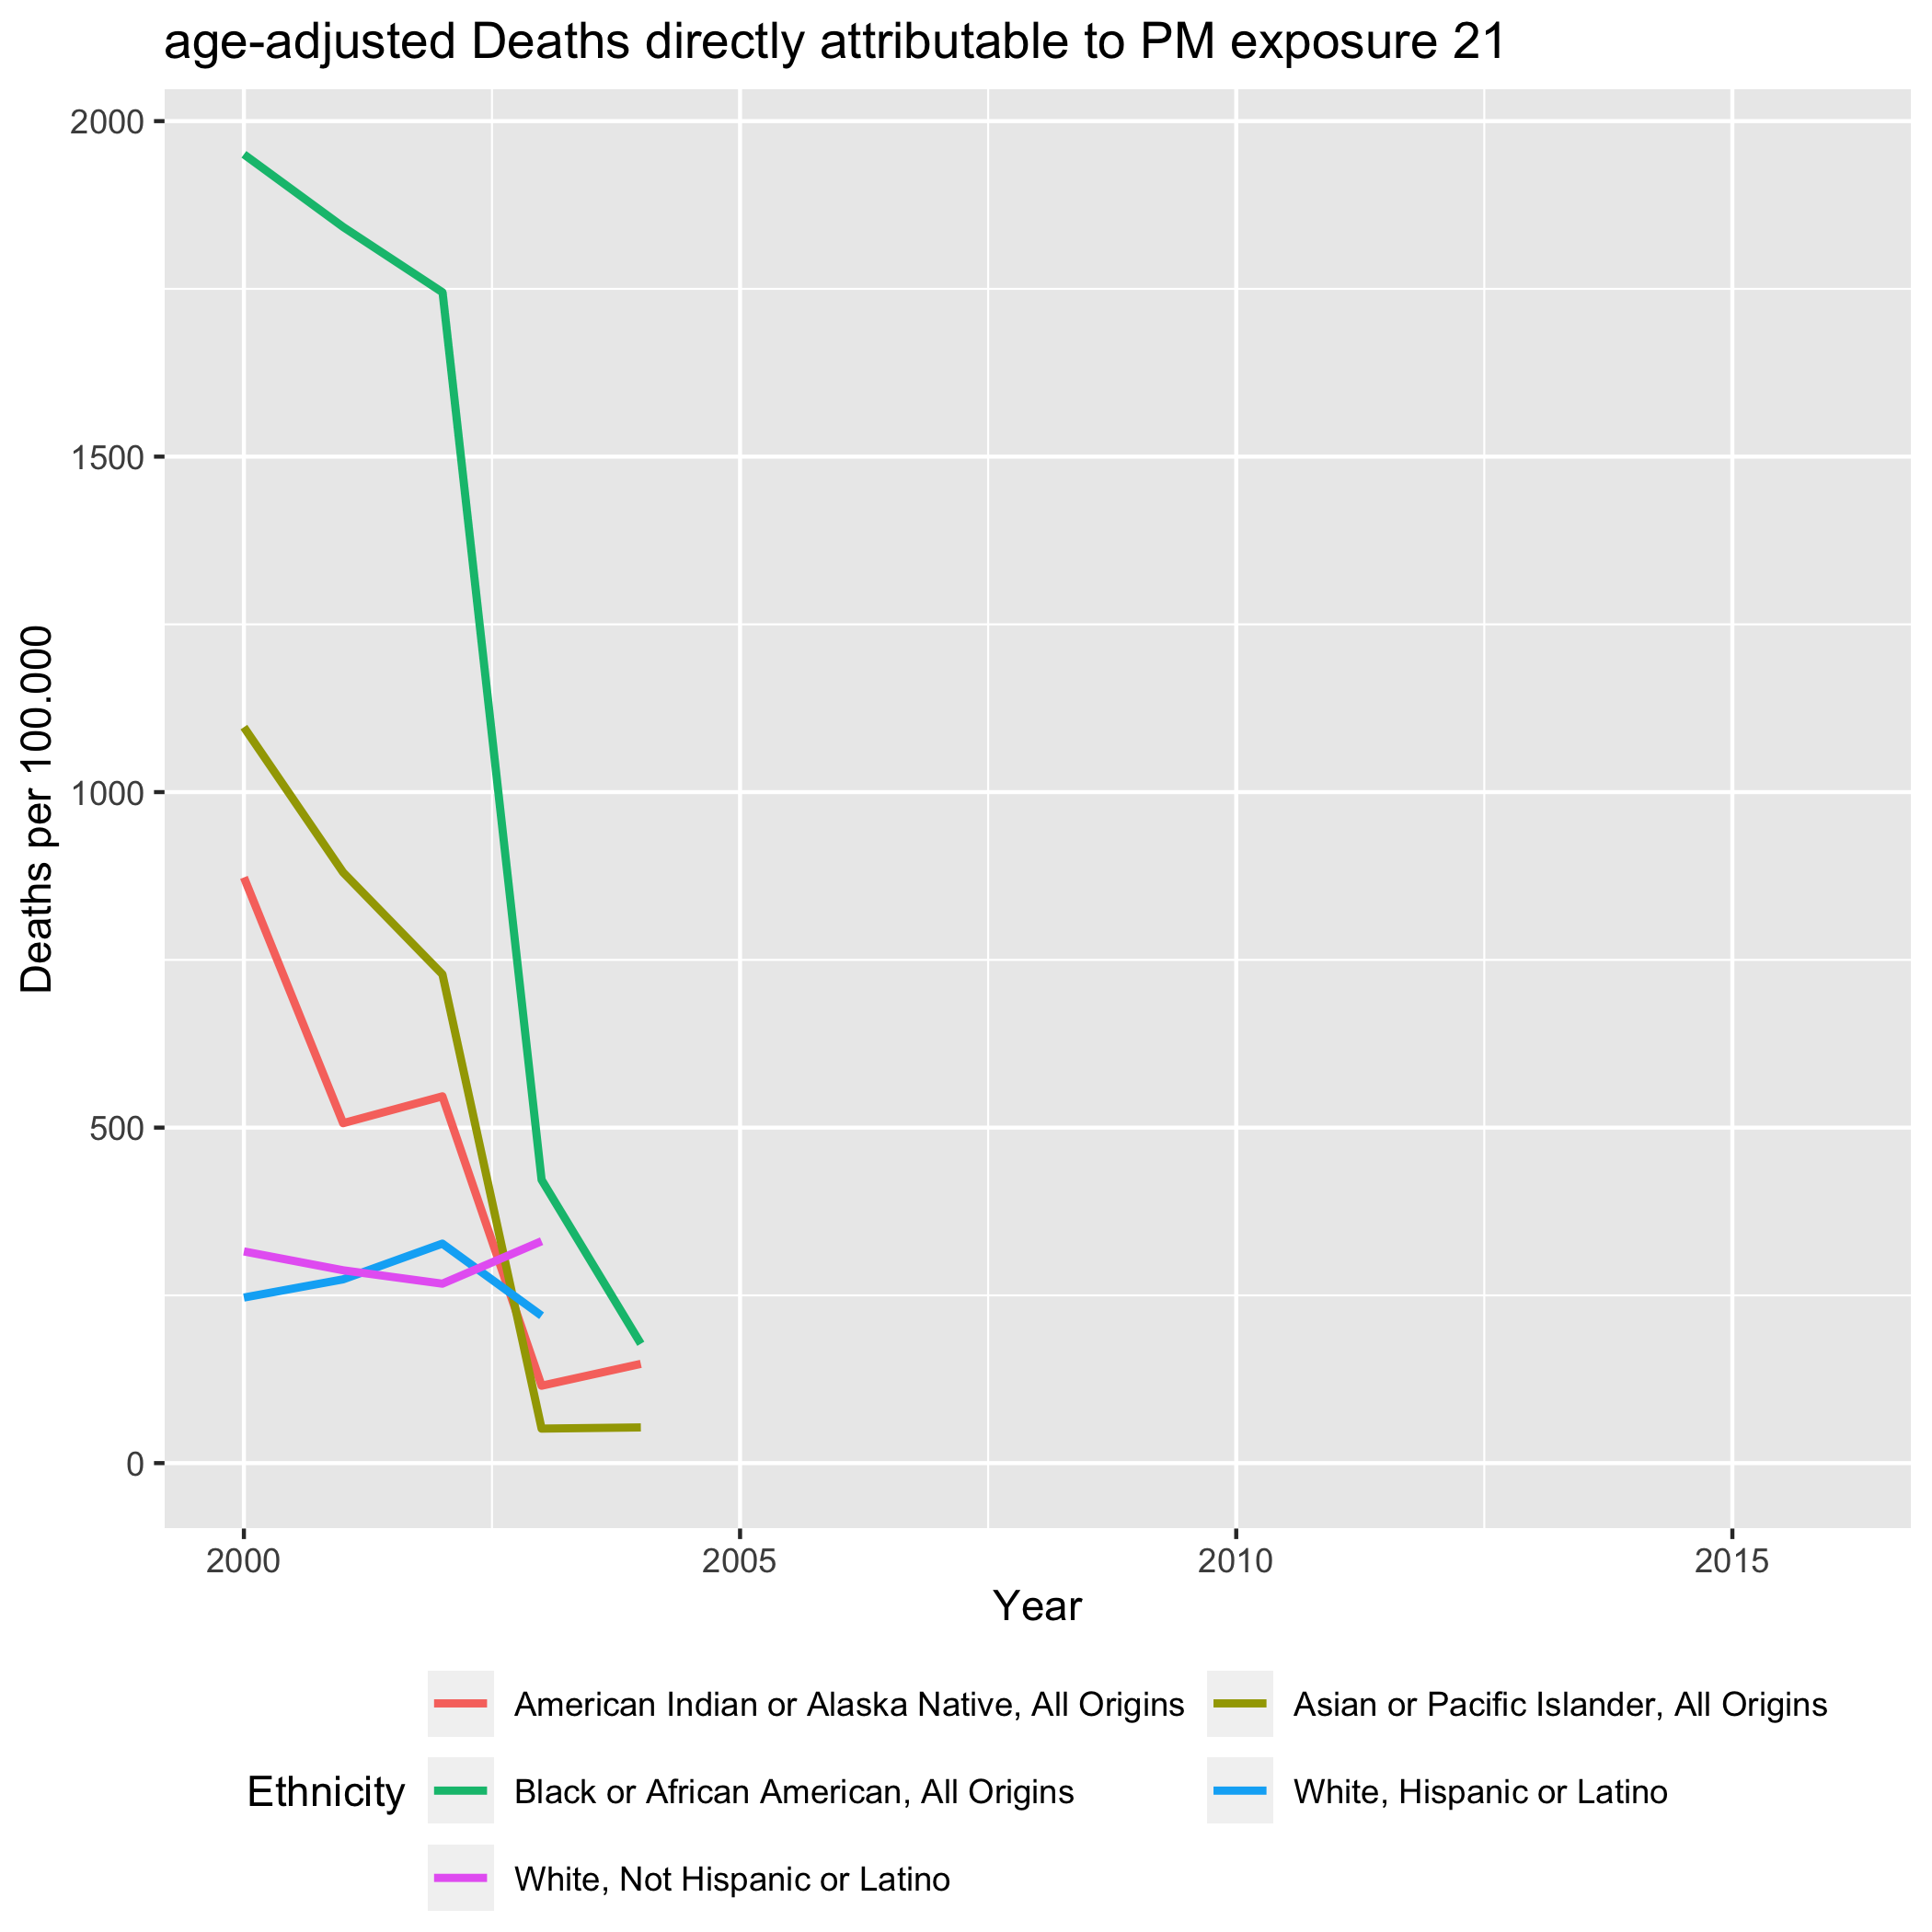 age-adjusted Deaths directly attributable to PM exposure 21
Deaths per 100.000
2000
1500
1000
500
0
2000 2005 2010 2015
Year
Ethnicity
American Indian or Alaska Native, All Origins
Asian or Pacific Islander, All Origins
Black or African American, All Origins
White, Hispanic or Latino
White, Not Hispanic or Latino